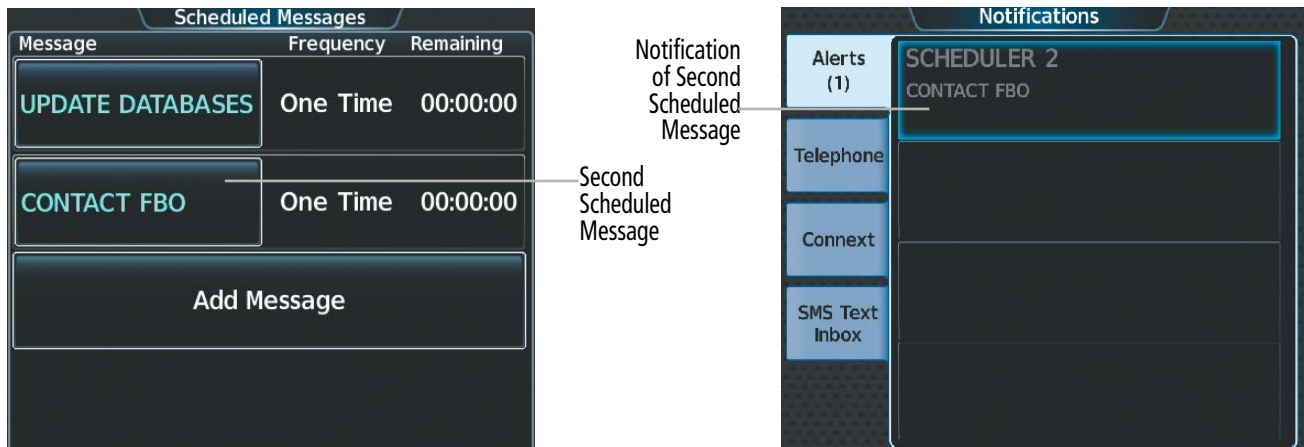 Scheduled Messages
Message Frequency Remaining
UPDATE DATABASES One Time 00:00:00
CONTACT FBO One Time 00:00:00
Add Message
Second
Scheduled
Message
Notification
of Second
Scheduled
Message
Notifications
Alerts
(1)
Telephone
Connext
SMS Text
Inbox
SCHEDULER 2
CONTACT FBO